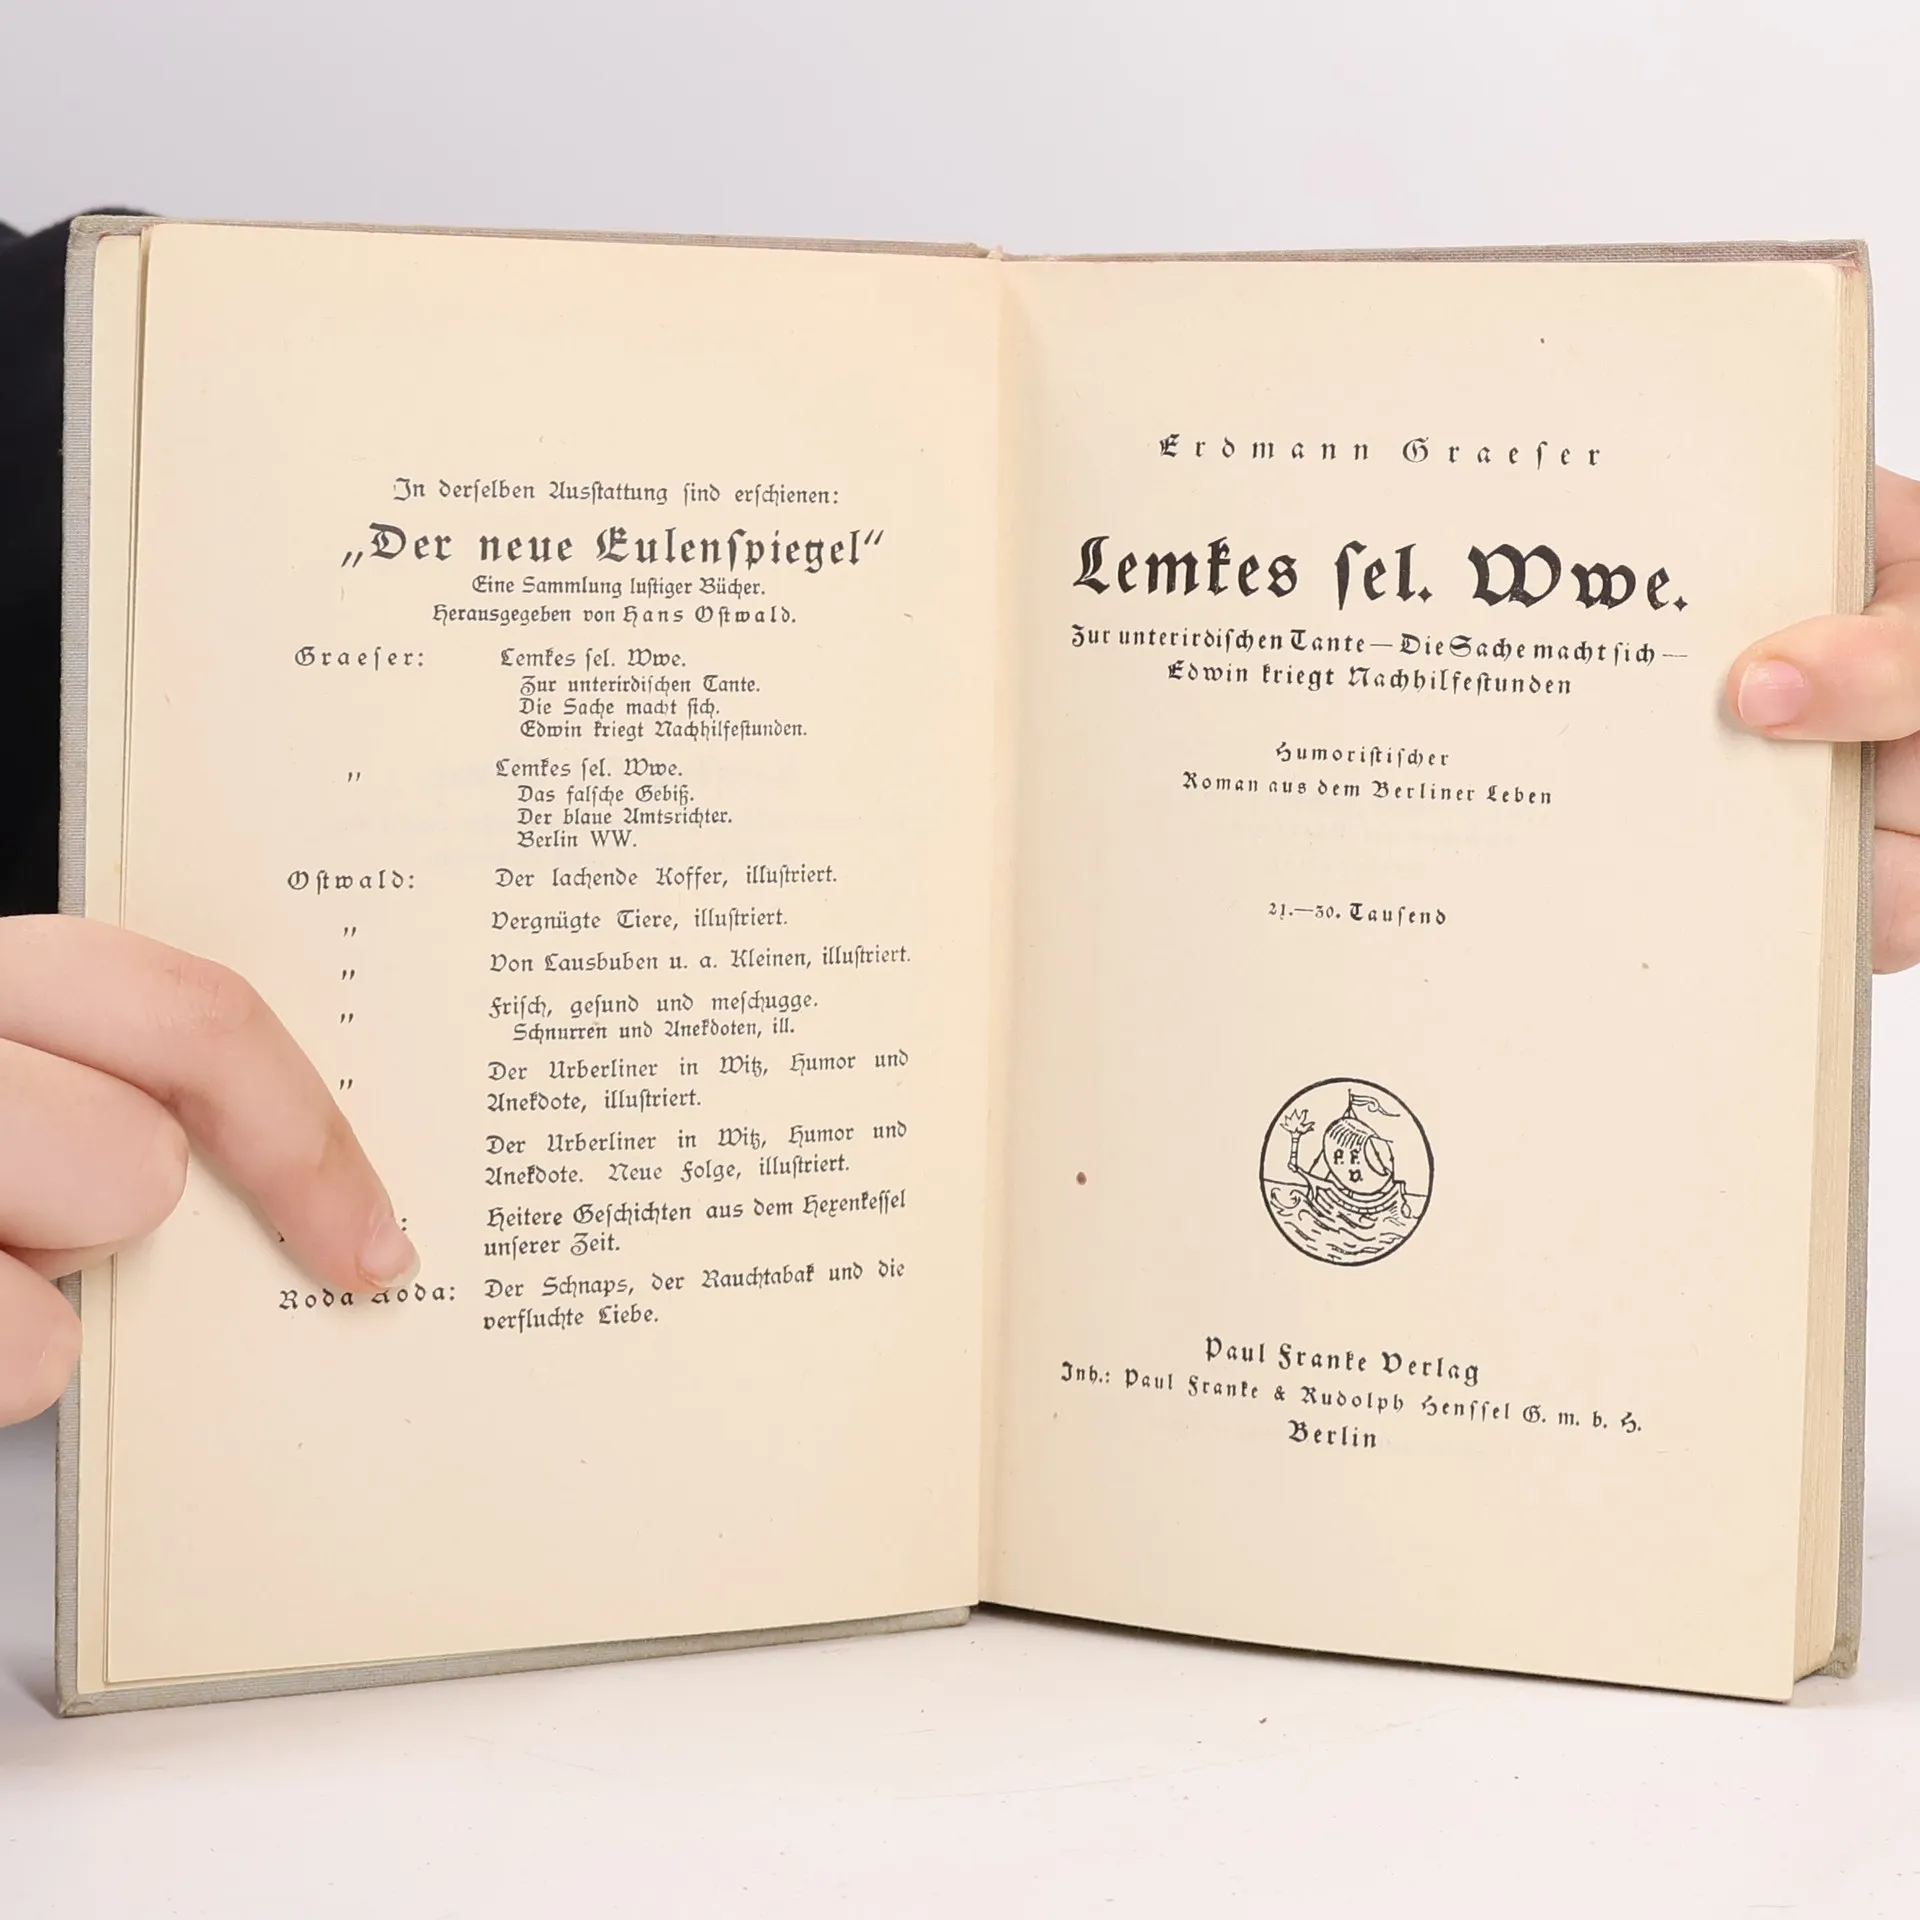 In derselben Ausstattung sind erschienen:
„Der neue Eulenspiegel“
Eine Sammlung lustiger Bücher.
Herausgegeben von Hans Ostwald.
Graeser: Lemkes sel. Wwe.
Zur unterirdischen Tante.
Die Sache macht sich.
Edwin kriegt Nachhilfestunden.
„ Lemkes sel. Wwe.
Das falsche Gebiß.
Der blaue Amtsrichter.
Berlin WW.
Ostwald: Der lachende Koffer, illustriert.
„ Vergnügte Tiere, illustriert.
„ Von Lausbuben u. a. Kleinen, illustriert.
„ Frisch, gesund und meschugge.
Schnurren und Anekdoten, ill.
„ Der Urberliner in Witz, Humor und
Anekdote, illustriert.
Der Urberliner in Witz, Humor und
Anekdote. Neue Folge, illustriert.
: Heitere Geschichten aus dem Hexenkessel
unserer Zeit.
Roda Roda: Der Schnaps, der Rauchtabak und die
verfluchte Liebe.
Erdmann Graeser
Lemkes sel. Wwe.
Zur unterirdischen Tante — Die Sache macht sich —
Edwin kriegt Nachhilfestunden
Humoristischer
Roman aus dem Berliner Leben
21.—30. Tausend
P. F.
V.
Paul Franke Verlag
Inh.: Paul Franke & Rudolph Henssel G. m. b. H.
Berlin